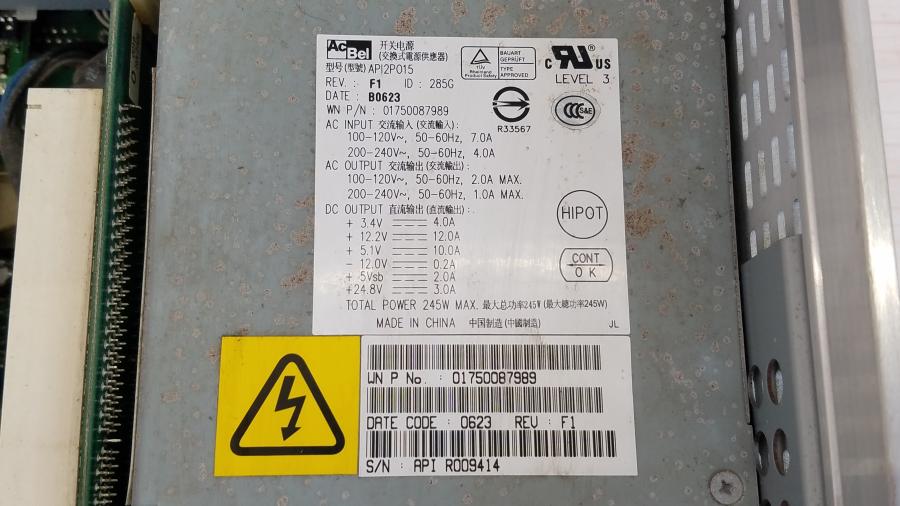 AcBel 开关电源
(交換式電源供應器)
型号(型號) API2PO15
REV. : F1 ID : 285G
DATE : B0623
WN P/N : 01750087989
AC INPUT 交流输入 (交流輸入) :
100-120V~, 50-60Hz, 7.0A
200-240V~, 50-60Hz, 4.0A
AC OUTPUT 交流输出 (交流輸出) :
100-120V~, 50-60Hz, 2.0A MAX.
200-240V~, 50-60Hz, 1.0A MAX.
DC OUTPUT 直流输出 (直流輸出) :
+ 3.4V 4.0A
+ 12.2V 12.0A
+ 5.1V 10.0A
- 12.0V 0.2A
+ 5Vsb 2.0A
+24.8V 3.0A
TOTAL POWER 245W MAX. 最大总功率245W (最大總功率245W)
MADE IN CHINA 中国制造 (中國製造)
JL
TÜV
Rheinland
Product Safety
BAUART
GEPRÜFT
TYPE
APPROVED
R33567
c RU ® US
LEVEL 3
CCC S&E
HIPOT
CONT
OK
WN P No. : 01750087989
DATE CODE : 0623 REV : F1
S/N : API R009414